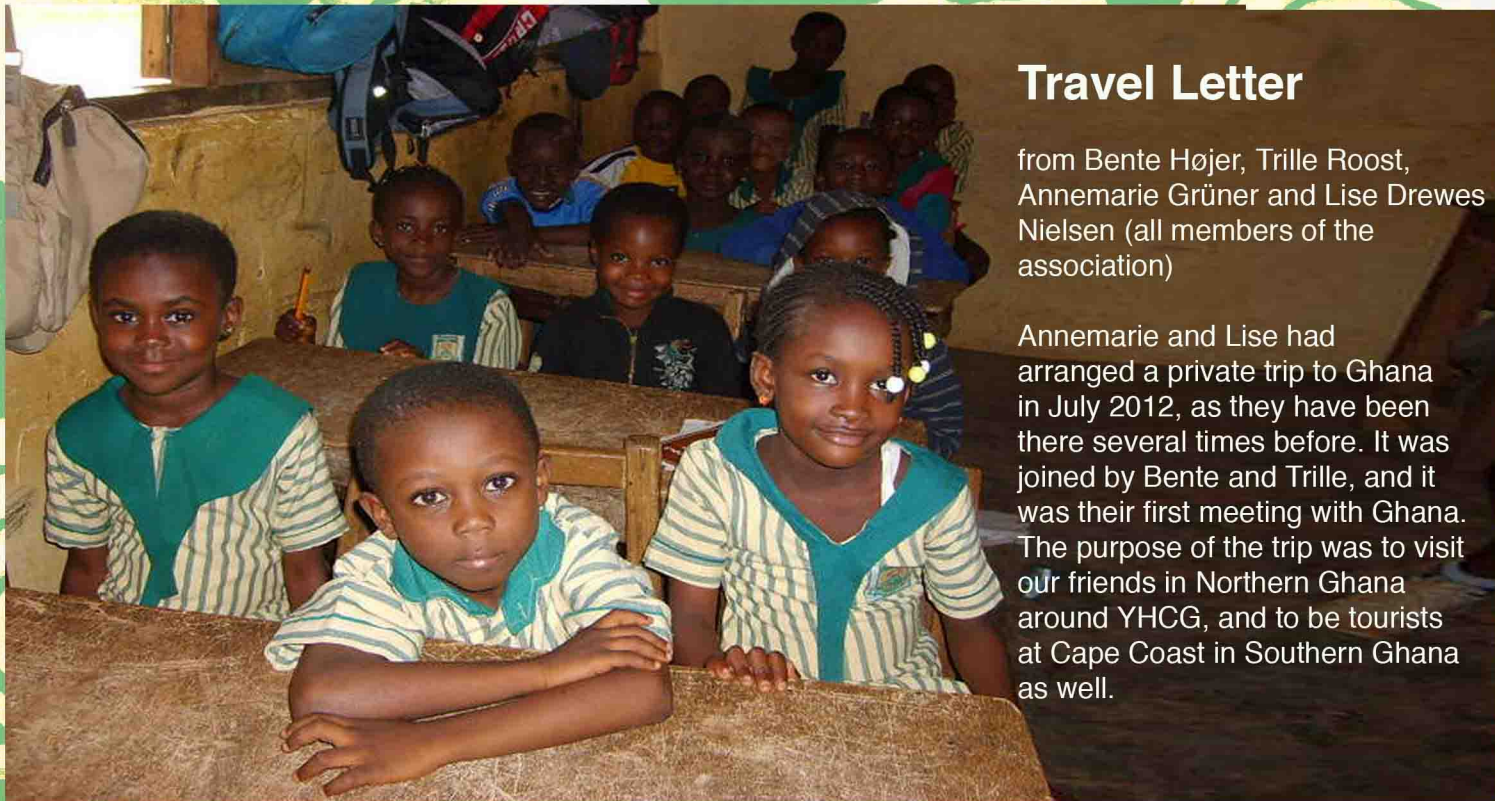 Travel Letter
from Bente Højer, Trille Roost,
Annemarie Grüner and Lise Drewes
Nielsen (all members of the
association)
Annemarie and Lise had
arranged a private trip to Ghana
in July 2012, as they have been
there several times before. It was
joined by Bente and Trille, and it
was their first meeting with Ghana.
The purpose of the trip was to visit
our friends in Northern Ghana
around YHCG, and to be tourists
at Cape Coast in Southern Ghana
as well.